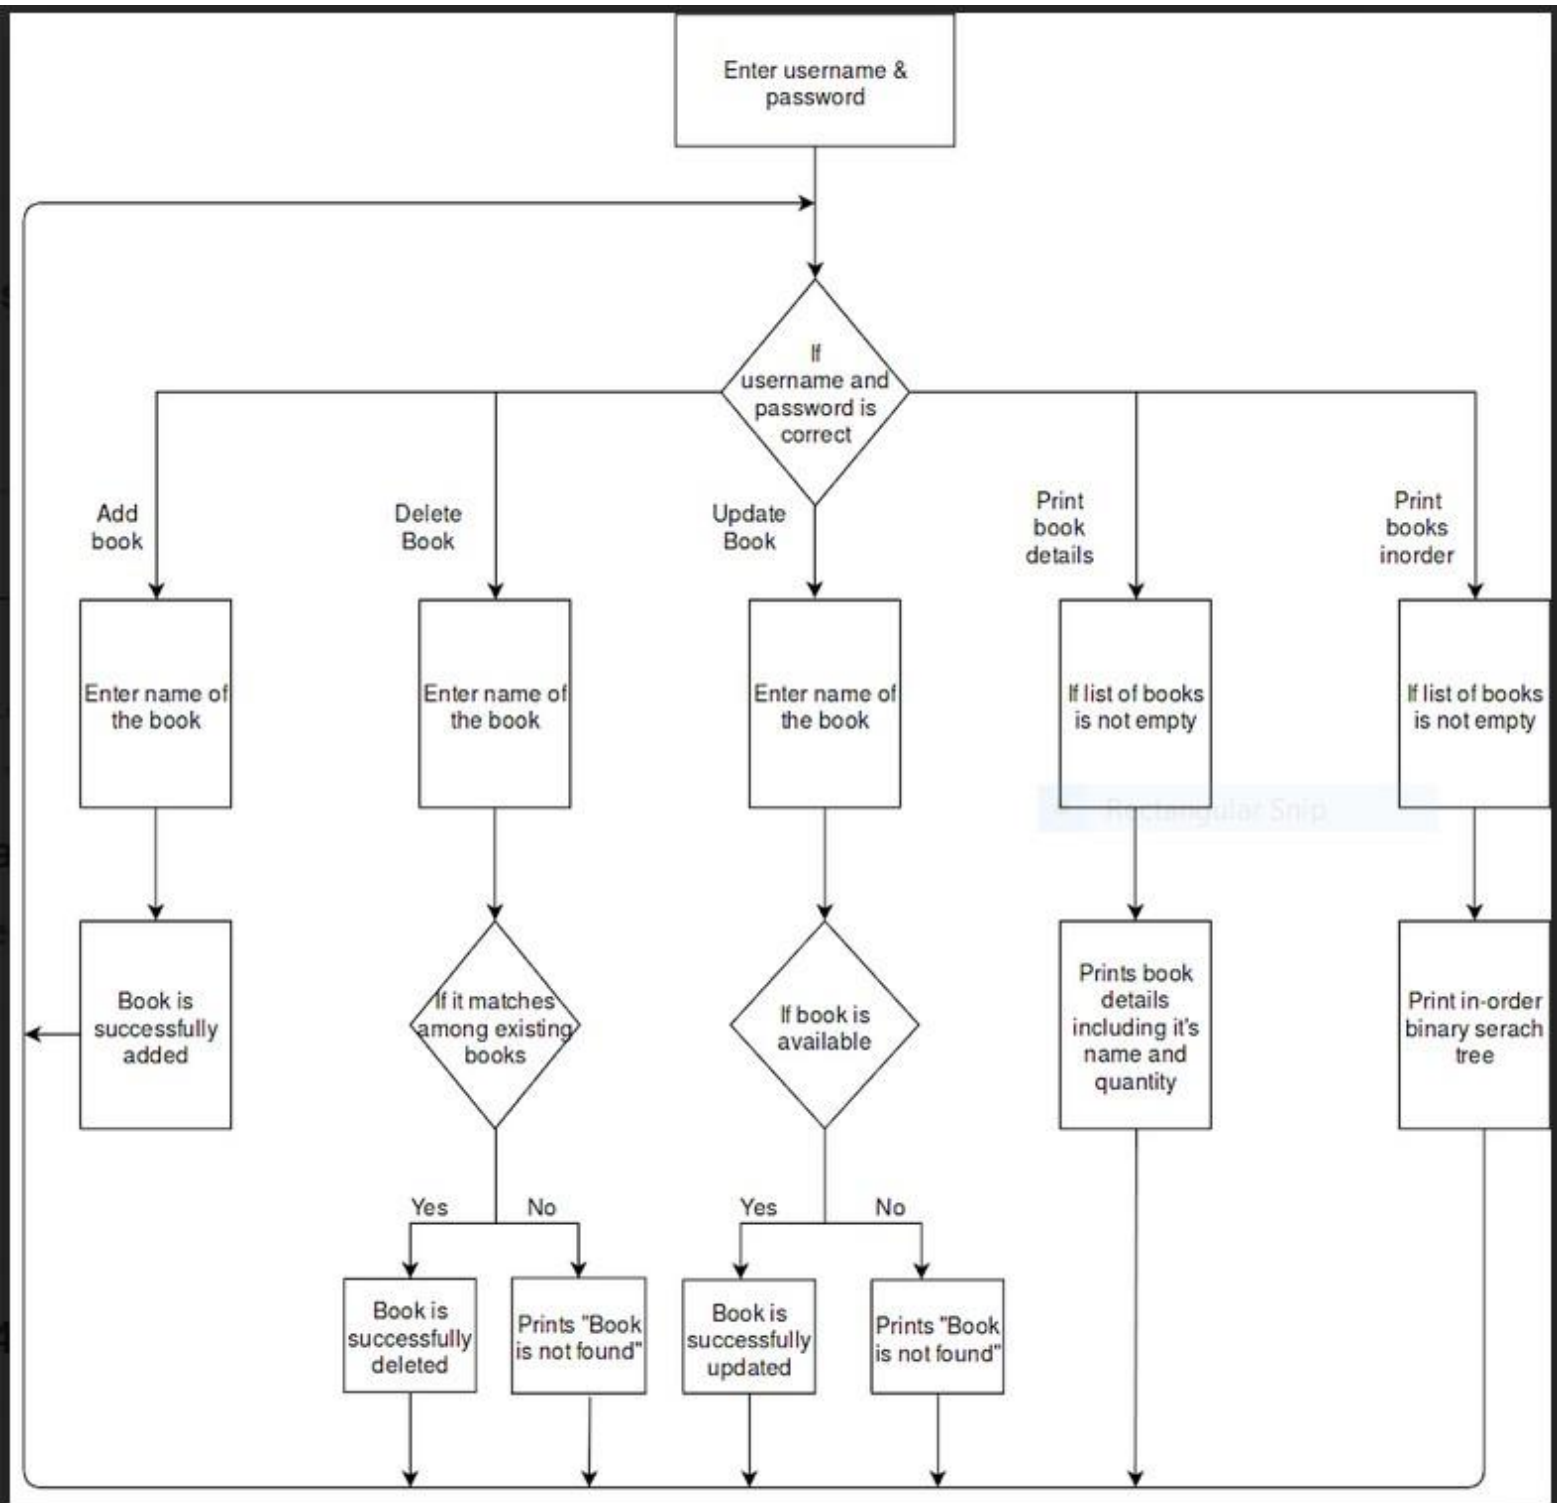 Enter username &
password
If
username and
password is
correct
Add
book
Delete
Book
Update
Book
Print
book
details
Print
books
inorder
Enter name of
the book
Enter name of
the book
Enter name of
the book
If list of books
is not empty
If list of books
is not empty
Rectangular Snip
Book is
successfully
added
If it matches
among existing
books
If book is
available
Prints book
details
including it's
name and
quantity
Print in-order
binary serach
tree
Yes
No
Yes
No
Book is
successfully
deleted
Prints "Book
is not found"
Book is
successfully
updated
Prints "Book
is not found"